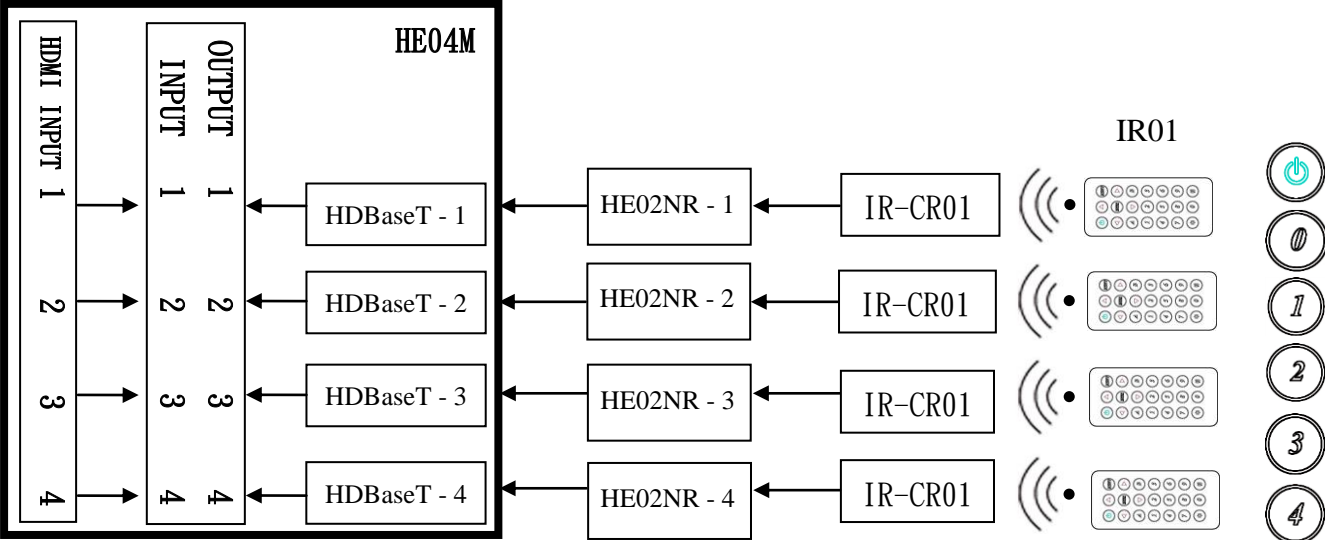 HE04M
HDMI INPUT 1 2 3 4
INPUT 1 2 3 4
OUTPUT 1 2 3 4
IR01
HDBaseT - 1
HE02NR - 1
IR-CR01
HDBaseT - 2
HE02NR - 2
IR-CR01
HDBaseT - 3
HE02NR - 3
IR-CR01
HDBaseT - 4
HE02NR - 4
IR-CR01
0
1
2
3
4